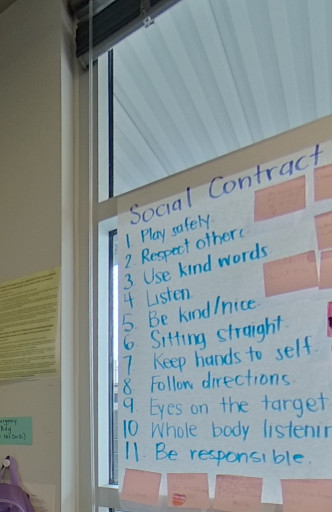 Social Contract
1 Play safely.
2 Respect others
3 Use kind words
4 Listen
5. Be kind/nice
6 Sitting straight
7 Keep hands to self.
8 Follow directions.
9. Eyes on the target
10 Whole body listenin
11. Be responsible.